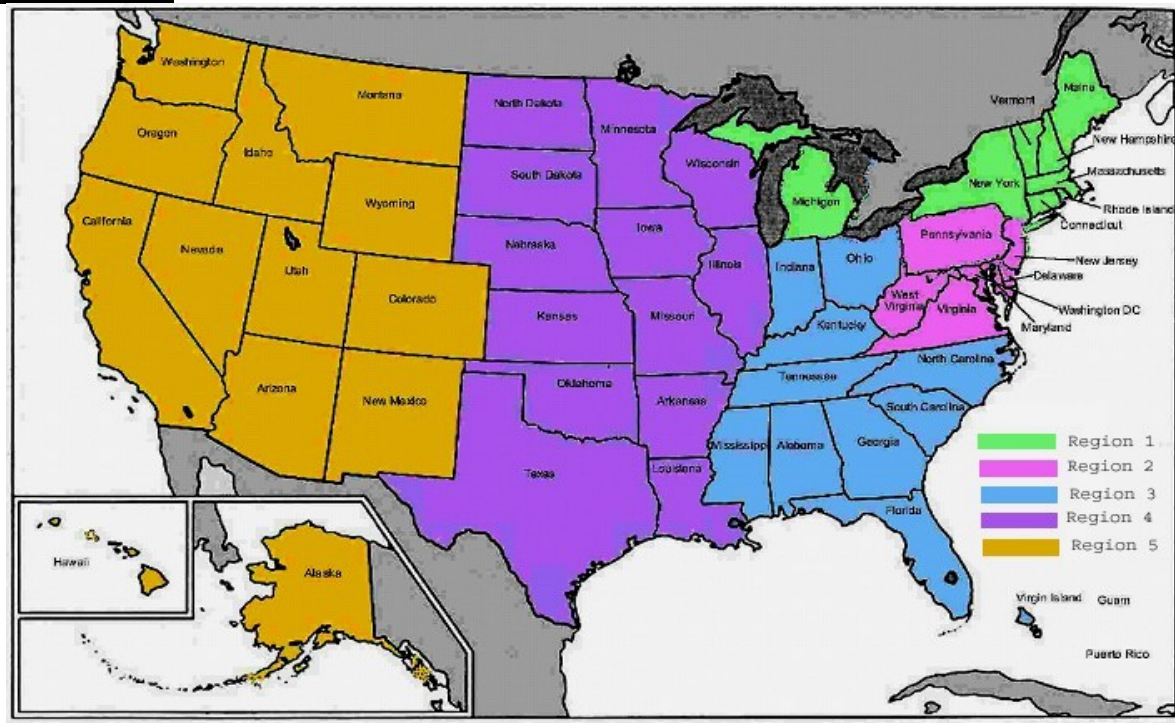 Washington
Montana
North Dakota
Minnesota
Vermont
Maine
Oragon
Idaho
Wisconsin
New Hampshire
South Dakota
Massachusetts
Wyoming
Michigan
New York
Rhode Island
California
Connecticut
Nevada
Nebraska
Iowa
Pennsylvania
Utah
Illinois
Indiana
Ohio
New Jersey
Colorado
Delaware
West
Virginia
Virginia
Washington DC
Kansas
Missouri
Kentucky
Maryland
North Carolina
Tennessee
Arizona
New Mexico
Oklahoma
Arkansas
South Carolina
Mississippi
Alabama
Georgia
Region 1
Texas
Louisiana
Region 2
Region 3
Florida
Region 4
Region 5
Hawaii
Alaska
Virgin Island
Guam
Puerto Rico